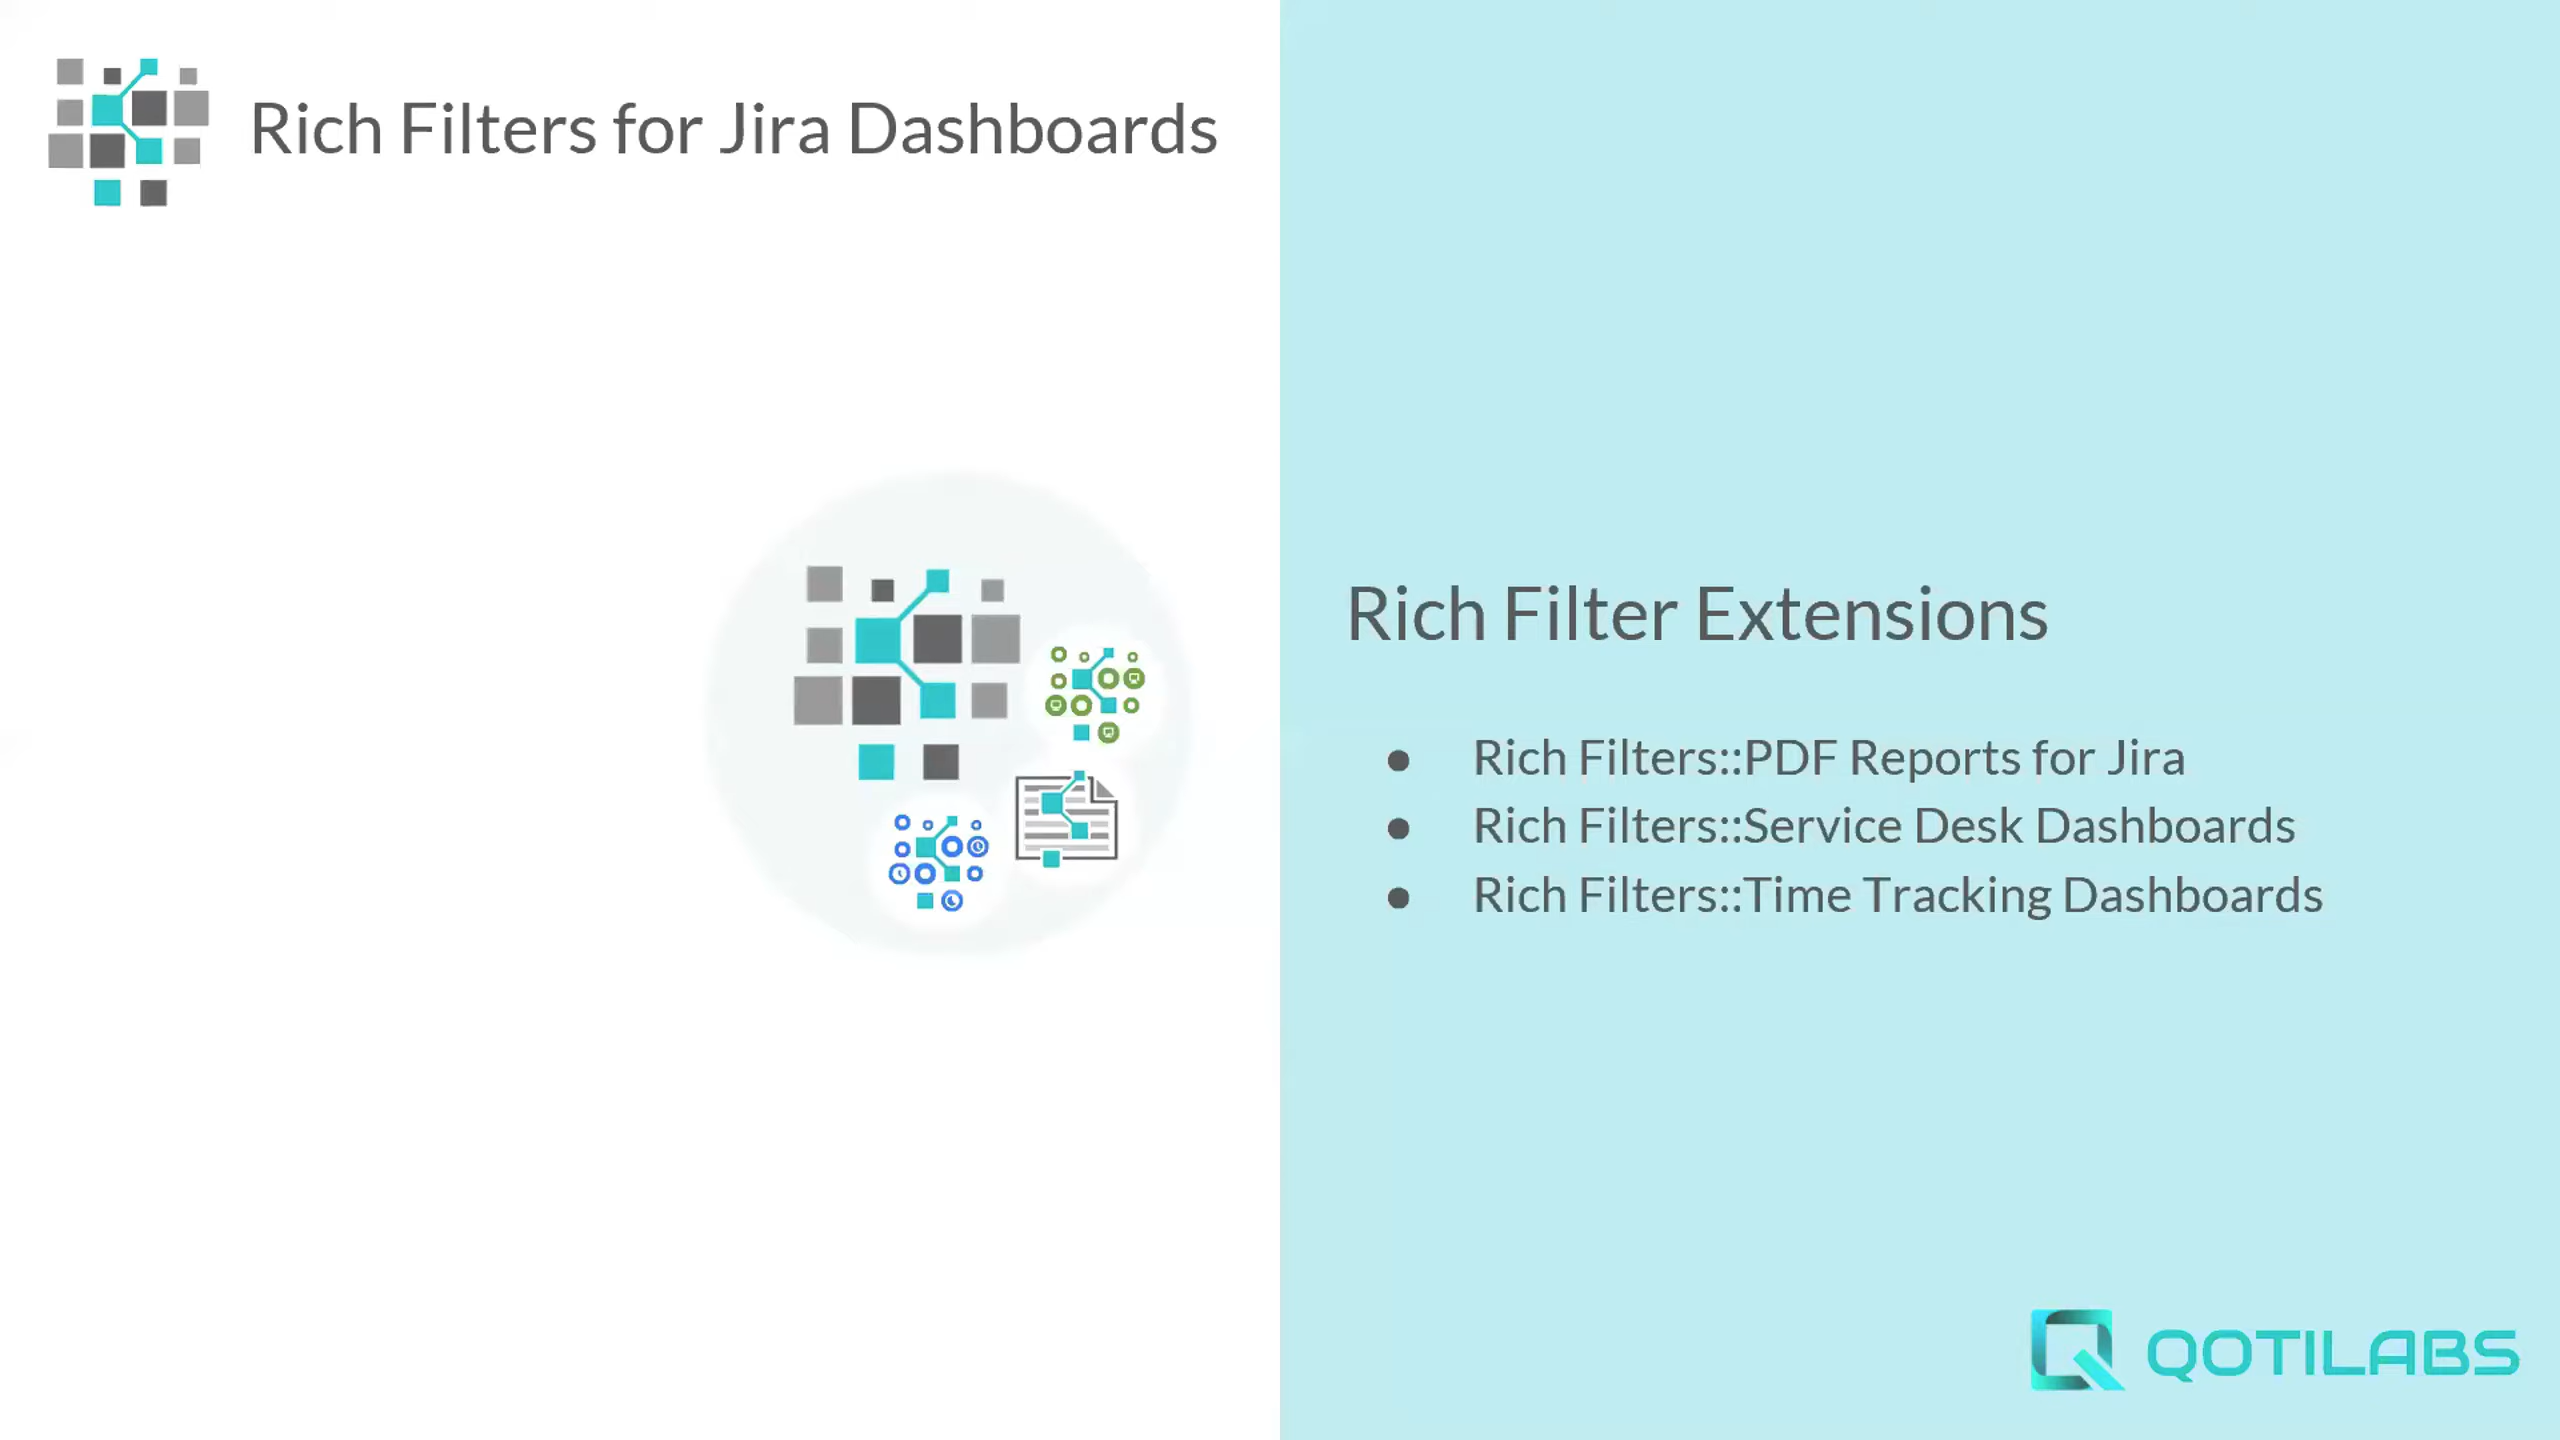 Rich Filters for Jira Dashboards
Rich Filter Extensions
● Rich Filters::PDF Reports for Jira
● Rich Filters::Service Desk Dashboards
● Rich Filters::Time Tracking Dashboards
QOTILABS